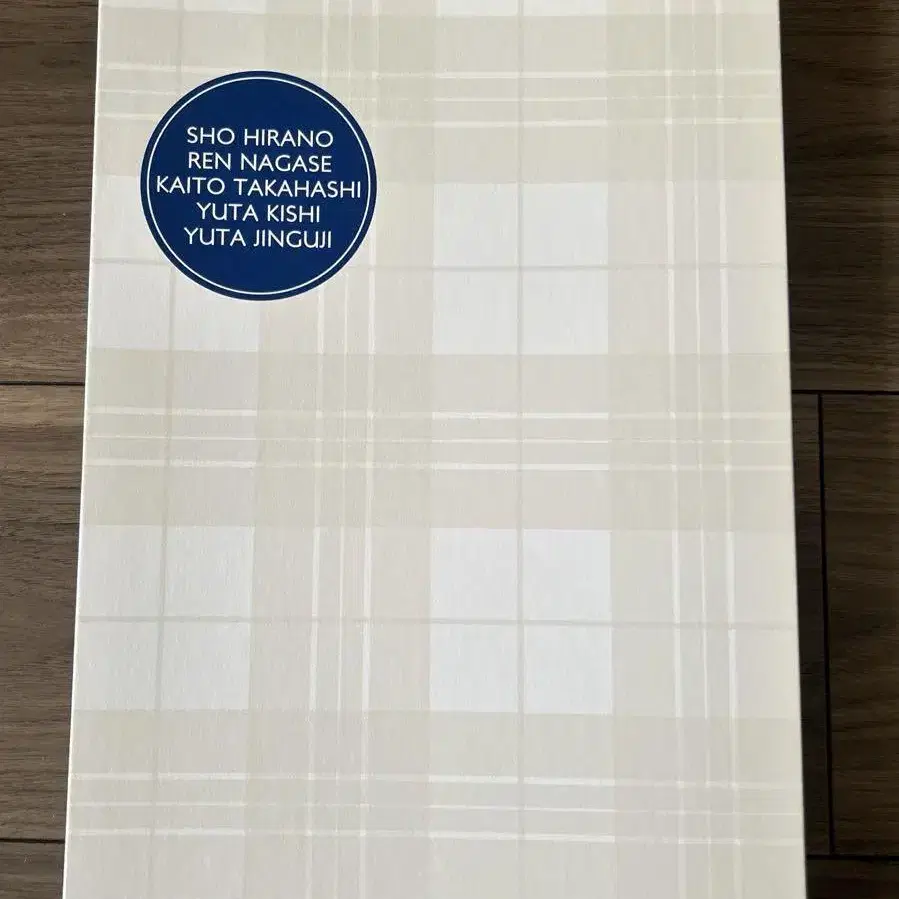 SHO HIRANO
REN NAGASE
KAITO TAKAHASHI
YUTA KISHI
YUTA JINGUJI